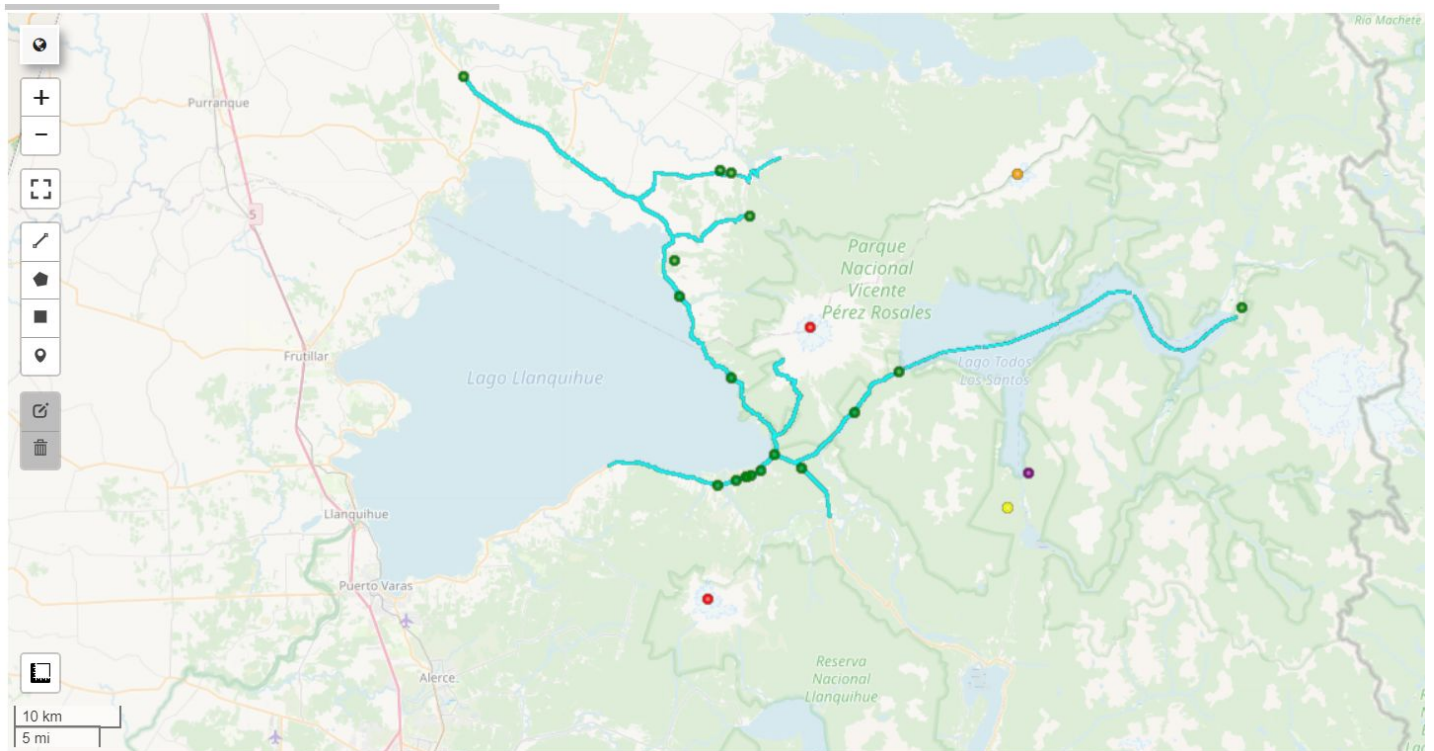 Rio Machete
Purranque
5
Parque
Nacional
Vicente
Pérez Rosales
Frutillar
Lago Llanquihue
Lago Todos
Los Santos
Llanquihue
Puerto Varas
Reserva
Nacional
Llanquihue
Alerce
10 km
5 mi